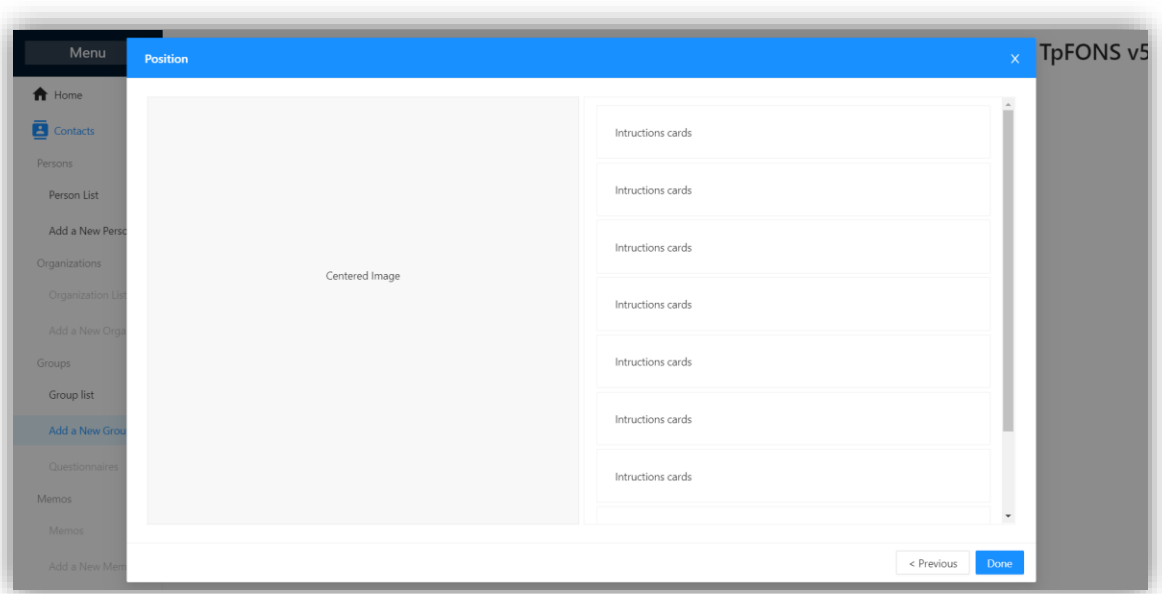 Menu
Position
X
TpFONS v5
Home
Contacts
Persons
Person List
Add a New Perso
Organizations
Organization List
Add a New Orga
Groups
Group list
Add a New Grou
Questionnaires
Memos
Memos
Add a New Mem
Centered Image
Intructions cards
Intructions cards
Intructions cards
Intructions cards
Intructions cards
Intructions cards
Intructions cards
< Previous
Done